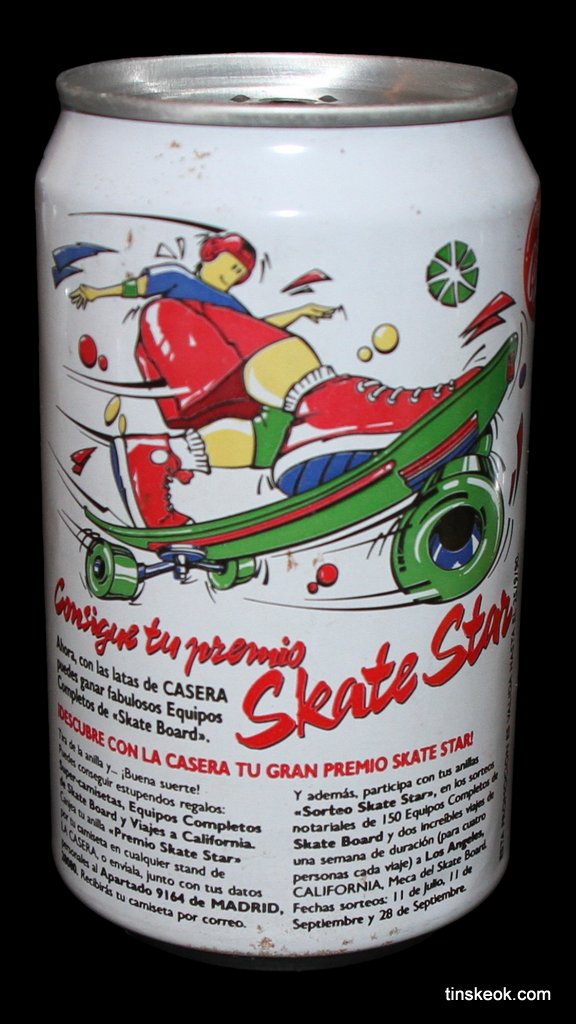 Consigue tu premio
Skate Star
Ahora, con las latas de CASERA
puedes ganar fabulosos Equipos
Completos de «Skate Board».
¡DESCUBRE CON LA CASERA TU GRAN PREMIO SKATE STAR!
Tira de la anilla y... ¡Buena suerte!
Puedes conseguir estupendos regalos:
Super-camisetas, Equipos Completos
de Skate Board y Viajes a California.
Canjea tu anilla «Premio Skate Star»
por tu camiseta en cualquier stand de
LA CASERA, o envíala, junto con tus datos
personales al Apartado 9164 de MADRID,
28080. Recibirás tu camiseta por correo.
Y además, participa con tus anillas
«Sorteo Skate Star», en los sorteos
notariales de 150 Equipos Completos de
Skate Board y dos increíbles viajes de
una semana de duración (para cuatro
personas cada viaje) a Los Angeles,
CALIFORNIA, Meca del Skate Board.
Fechas sorteos: 11 de Julio, 11 de
Septiembre y 28 de Septiembre.
tinskeok.com